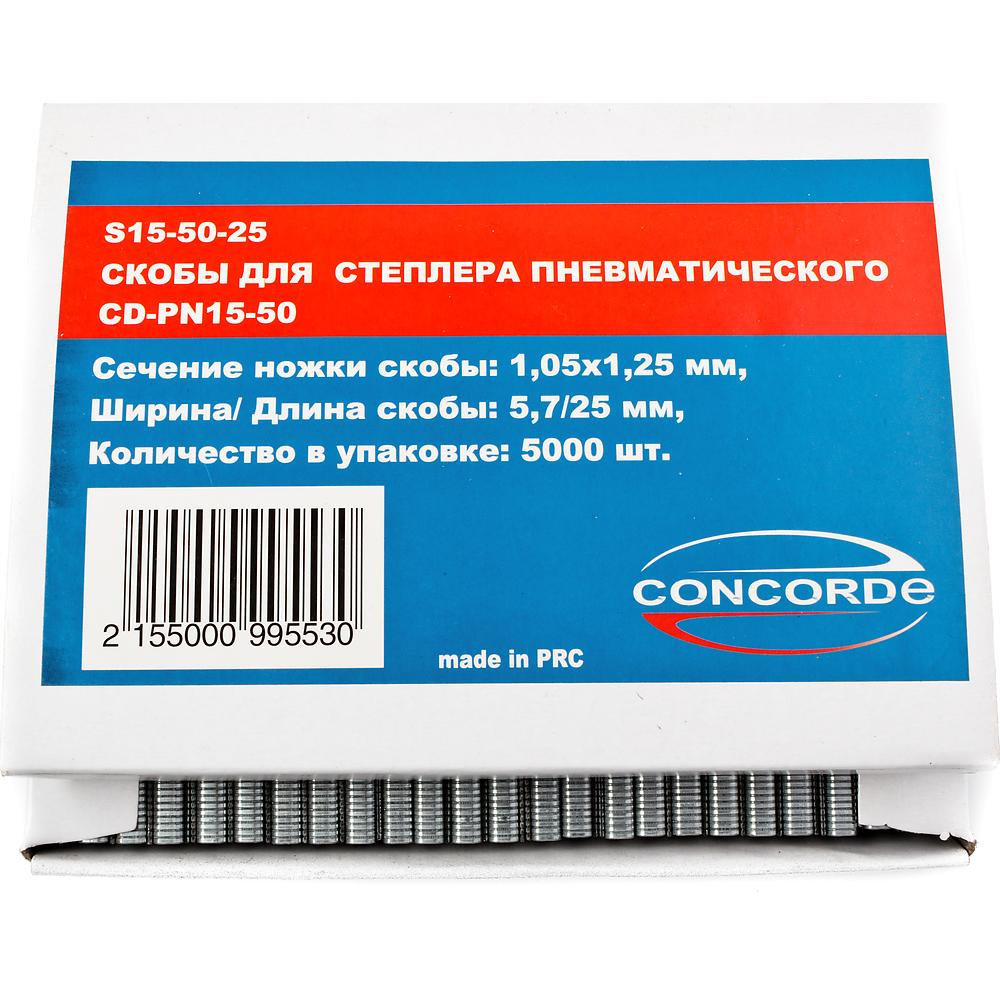 S15-50-25
СКОБЫ ДЛЯ СТЕПЛЕРА ПНЕВМАТИЧЕСКОГО
CD-PN15-50
Сечение ножки скобы: 1,05х1,25 мм,
Ширина/ Длина скобы: 5,7/25 мм,
Количество в упаковке: 5000 шт.
2 155000 995530
CONCORDe
made in PRC